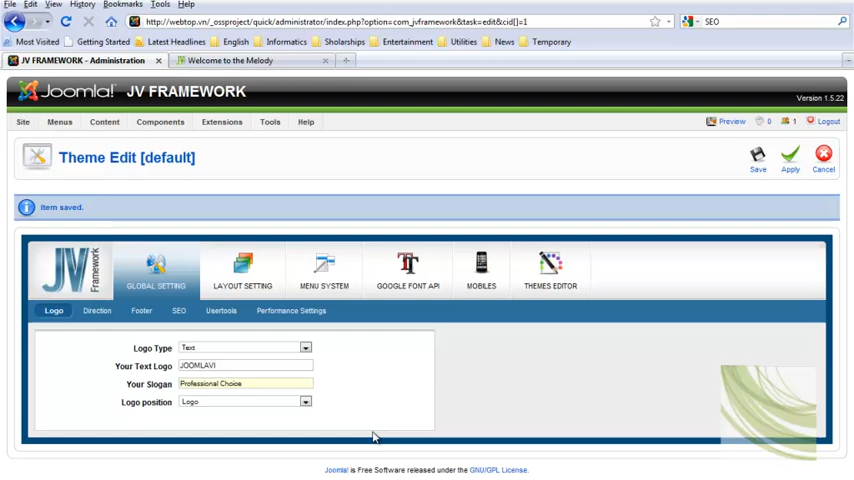 File Edit View History Bookmarks Tools Help
http://webtop.vn/_ossproject/quick/administrator/index.php?option=com_jvframework&task=edit&cid[]=1
SEO
Most Visited Getting Started Latest Headlines English Informatics Sholarships Entertainment Utilities News Temporary
JV FRAMEWORK - Administration Welcome to the Melody
Joomla! JV FRAMEWORK
Version 1.5.22
Site Menus Content Components Extensions Tools Help Preview 0 1 Logout
Theme Edit [default]
Save Apply Cancel
Item saved.
JV Framework
GLOBAL SETTING LAYOUT SETTING MENU SYSTEM GOOGLE FONT API MOBILES THEMES EDITOR
Logo Direction Footer SEO Usertools Performance Settings
Logo Type Text
Your Text Logo JOOMLAVI
Your Slogan Professional Choice
Logo position Logo
Joomla! is Free Software released under the GNU/GPL License.